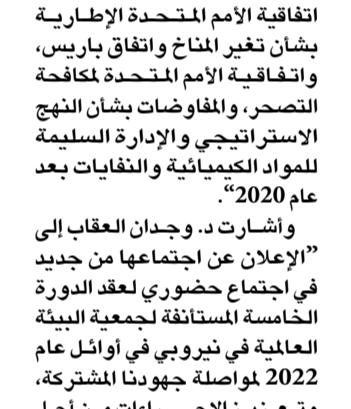 اتفاقية الأمم المتحدة الإطارية
بشأن تغير المناخ واتفاق باريس،
واتفاقية الأمم المتحدة لمكافحة
التصحر، والمفاوضات بشأن النهج
الاستراتيجي والإدارة السليمة
للمواد الكيميائية والنفايات بعد
عام 2020“.
وأشارت د. وجدان العقاب إلى
”الإعلان عن اجتماعها من جديد
في اجتماع حضوري لعقد الدورة
الخامسة المستأنفة لجمعية البيئة
العالمية في نيروبي في أوائل عام
2022 لمواصلة جهودنا المشتركة،